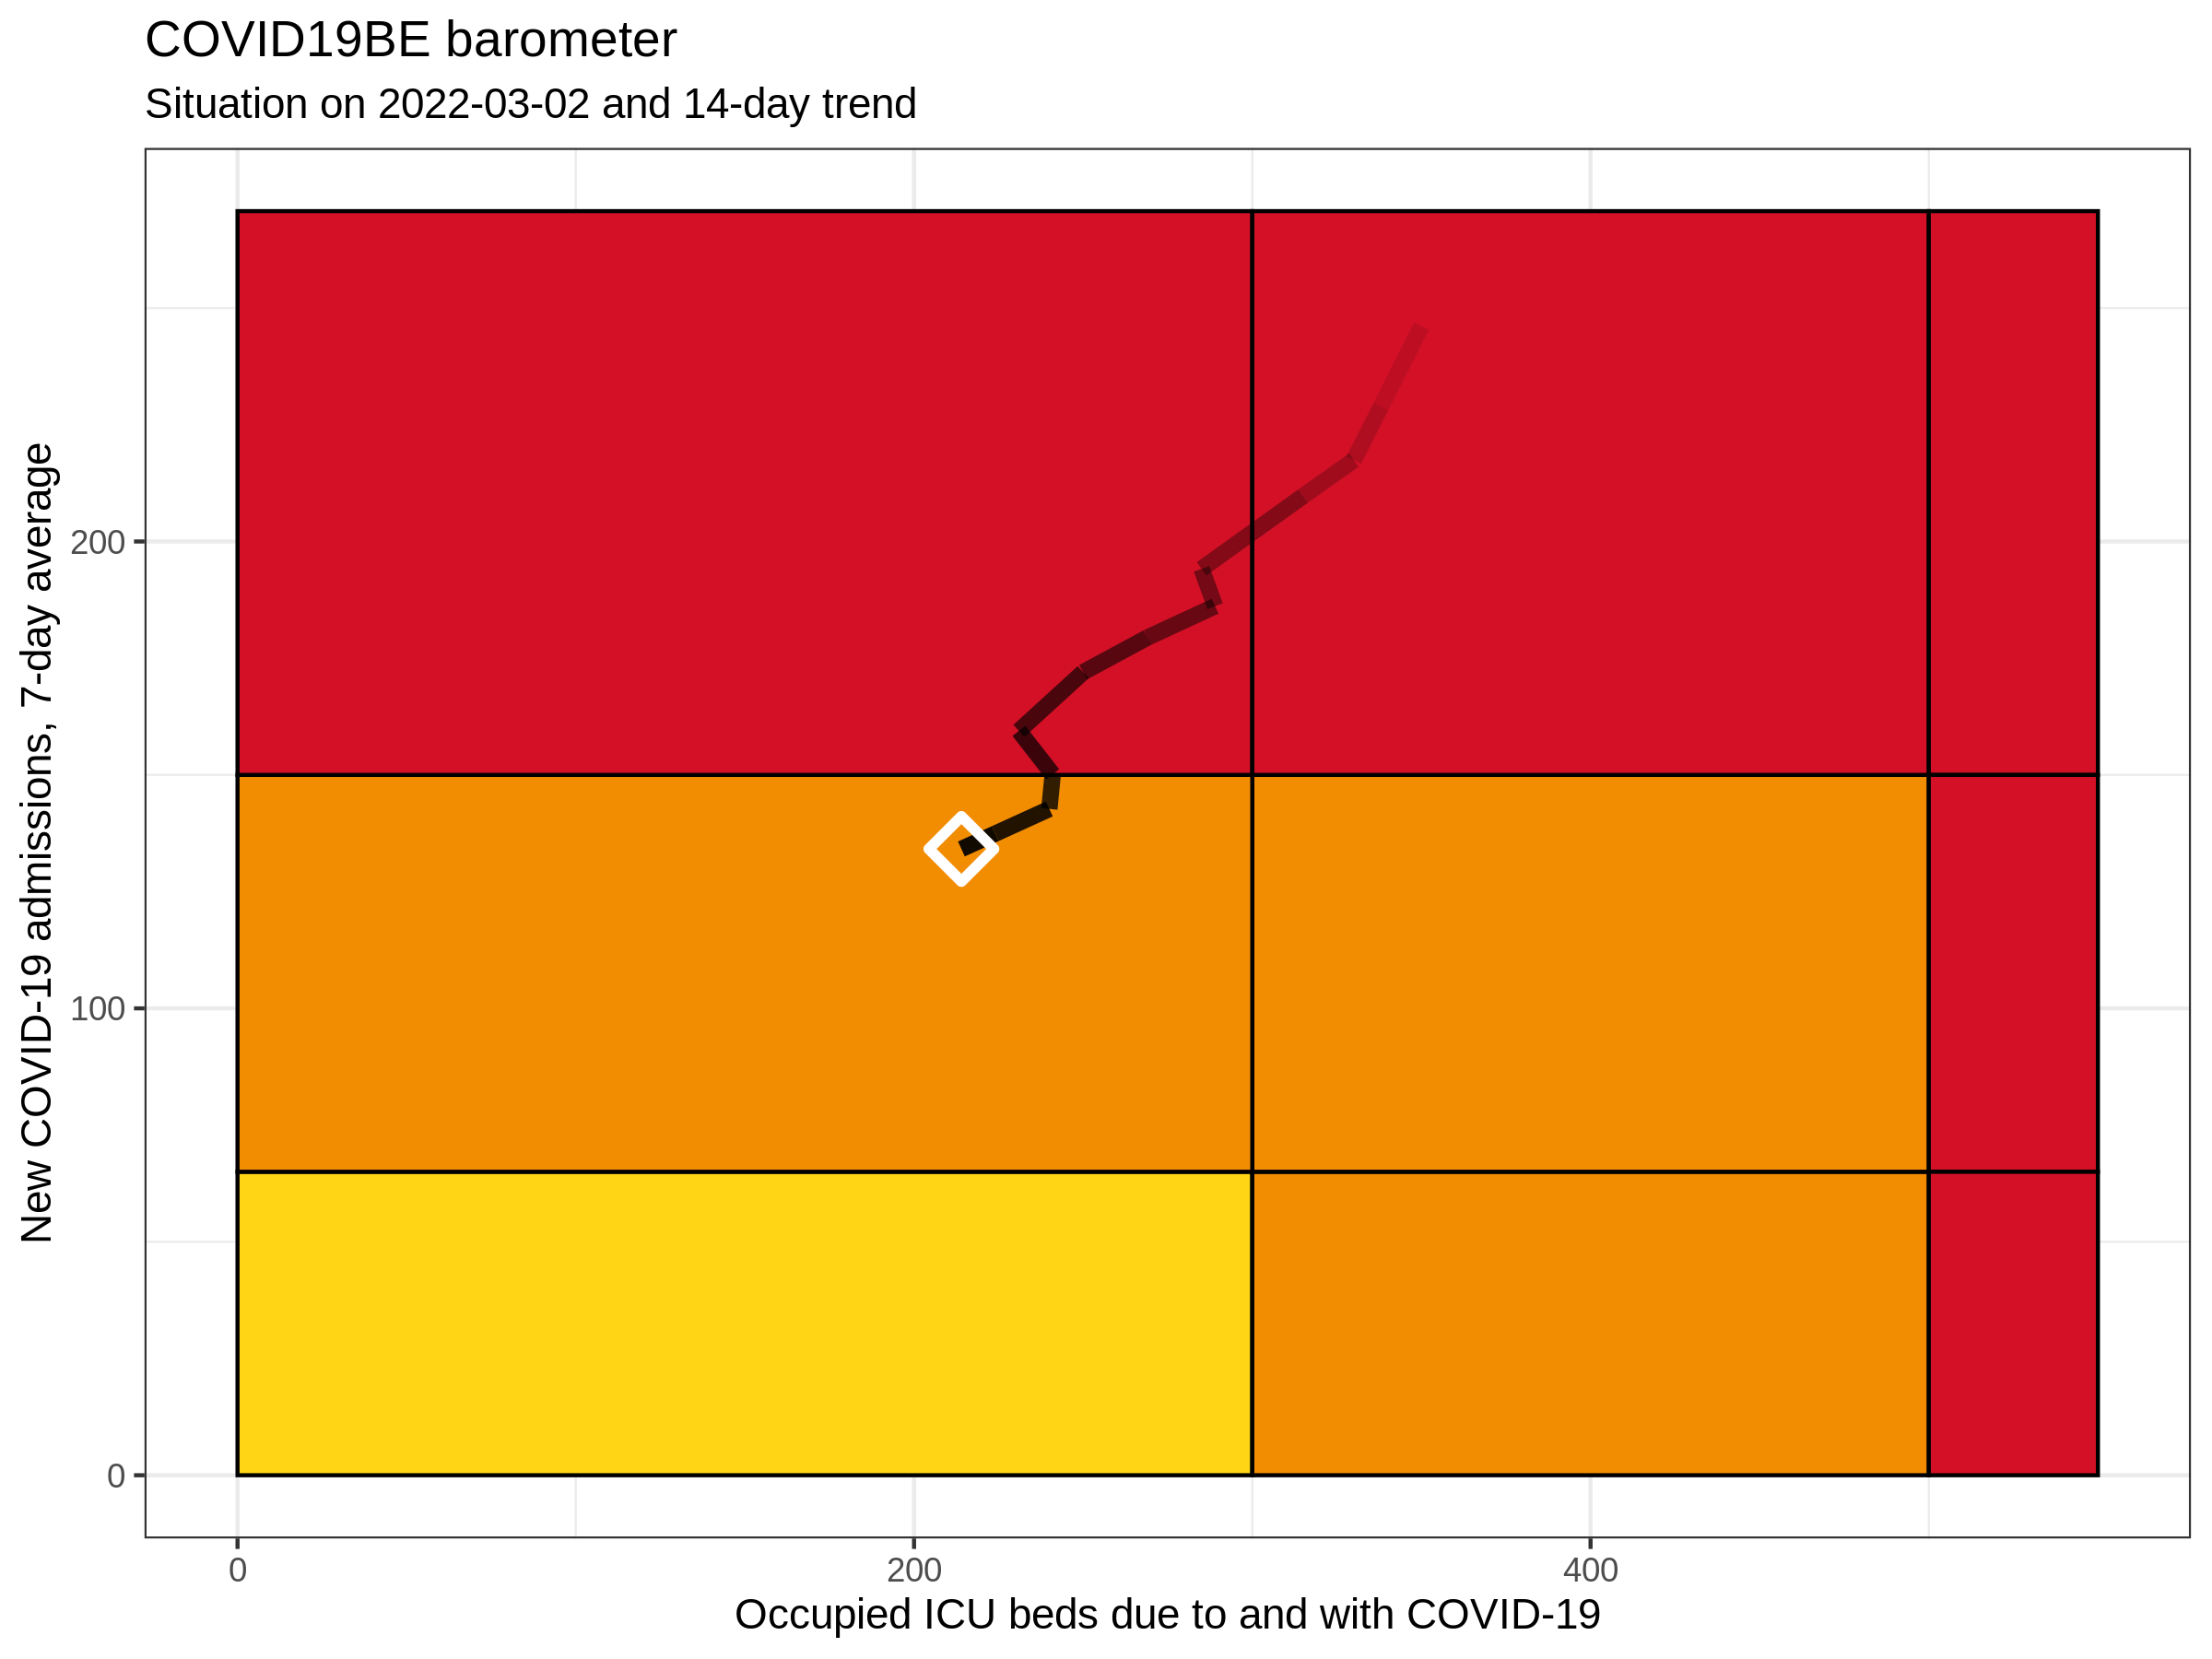 COVID19BE barometer
Situation on 2022-03-02 and 14-day trend
New COVID-19 admissions, 7-day average
200
100
0
0
200
400
Occupied ICU beds due to and with COVID-19